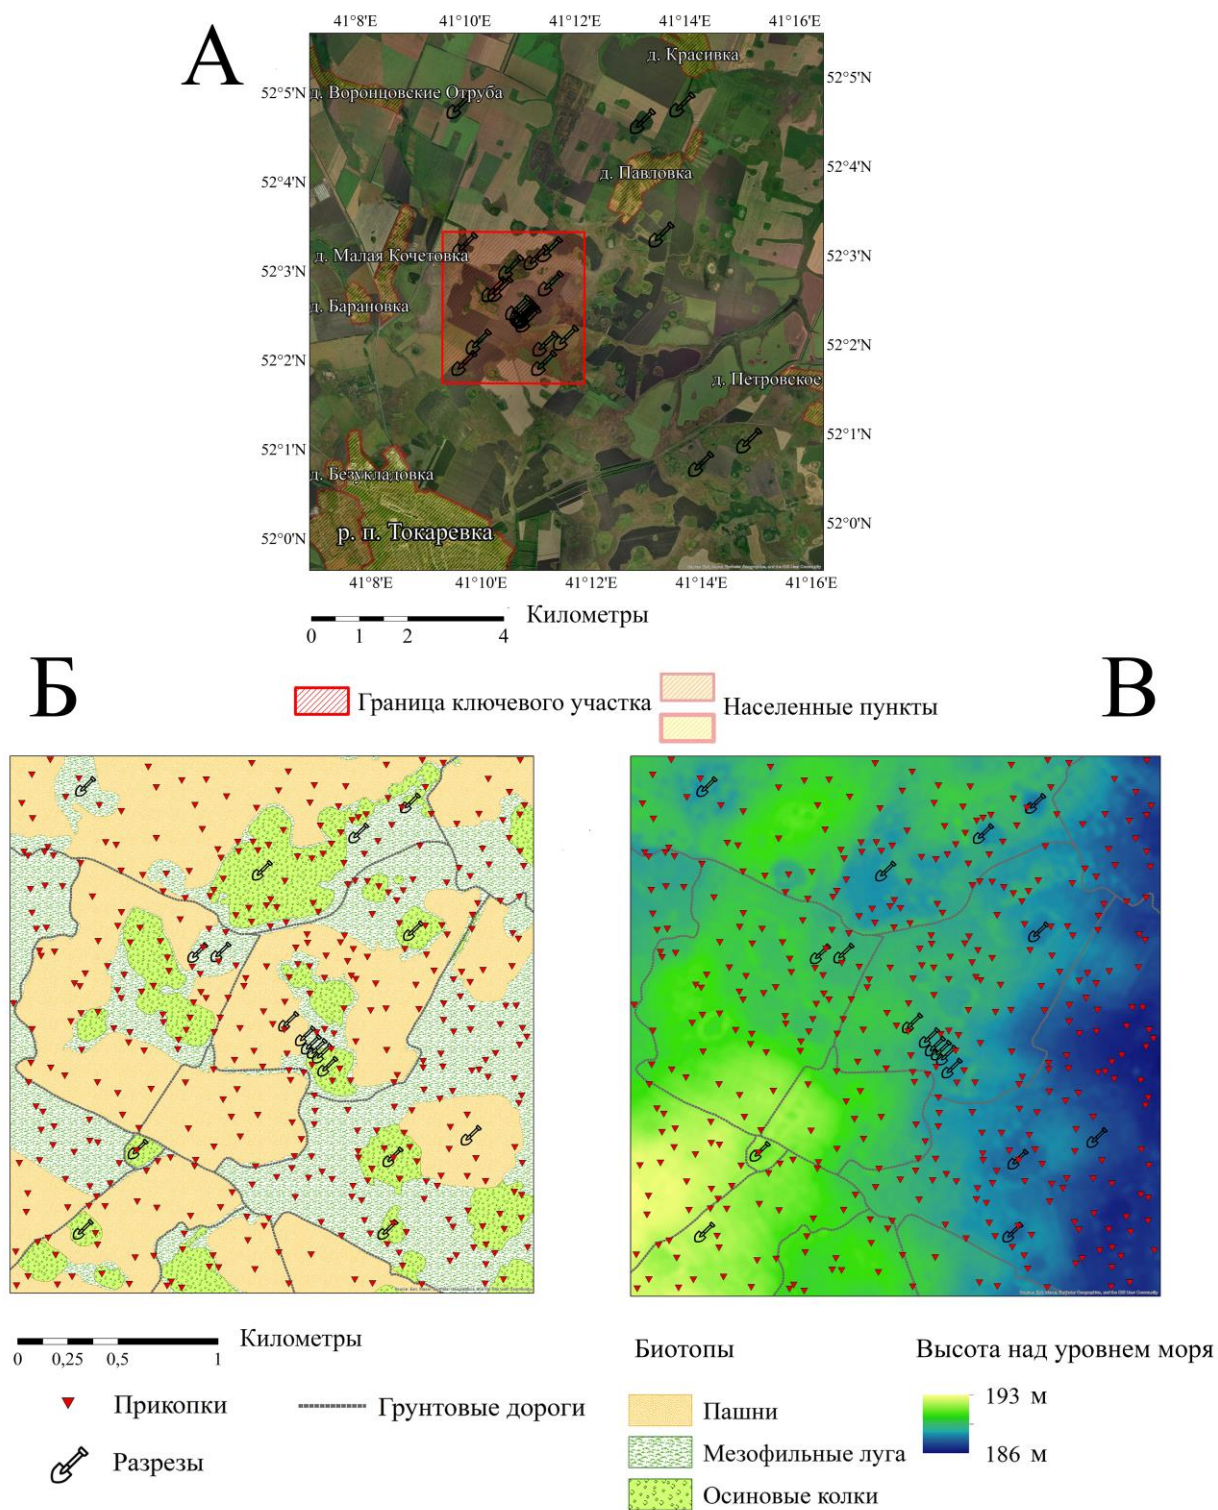 41°8'E 41°10'E 41°12'E 41°14'E 41°16'E
А
д. Красивка
52°5'N
52°5'N
д. Воронцовские Отруба
52°4'N
д. Павловка
52°4'N
52°3'N
д. Малая Кочетовка
52°3'N
д. Барановка
52°2'N
52°2'N
д. Петровское
52°1'N
52°1'N
д. Безукладовка
52°0'N
р. п. Токаревка
52°0'N
41°8'E 41°10'E 41°12'E 41°14'E 41°16'E
Километры
0 1 2 4
Б
В
Граница ключевого участка
Населенные пункты
Километры
0 0,25 0,5 1
Прикопки
Грунтовые дороги
Разрезы
Биотопы
Пашни
Мезофильные луга
Осиновые колки
Высота над уровнем моря
193 м
186 м